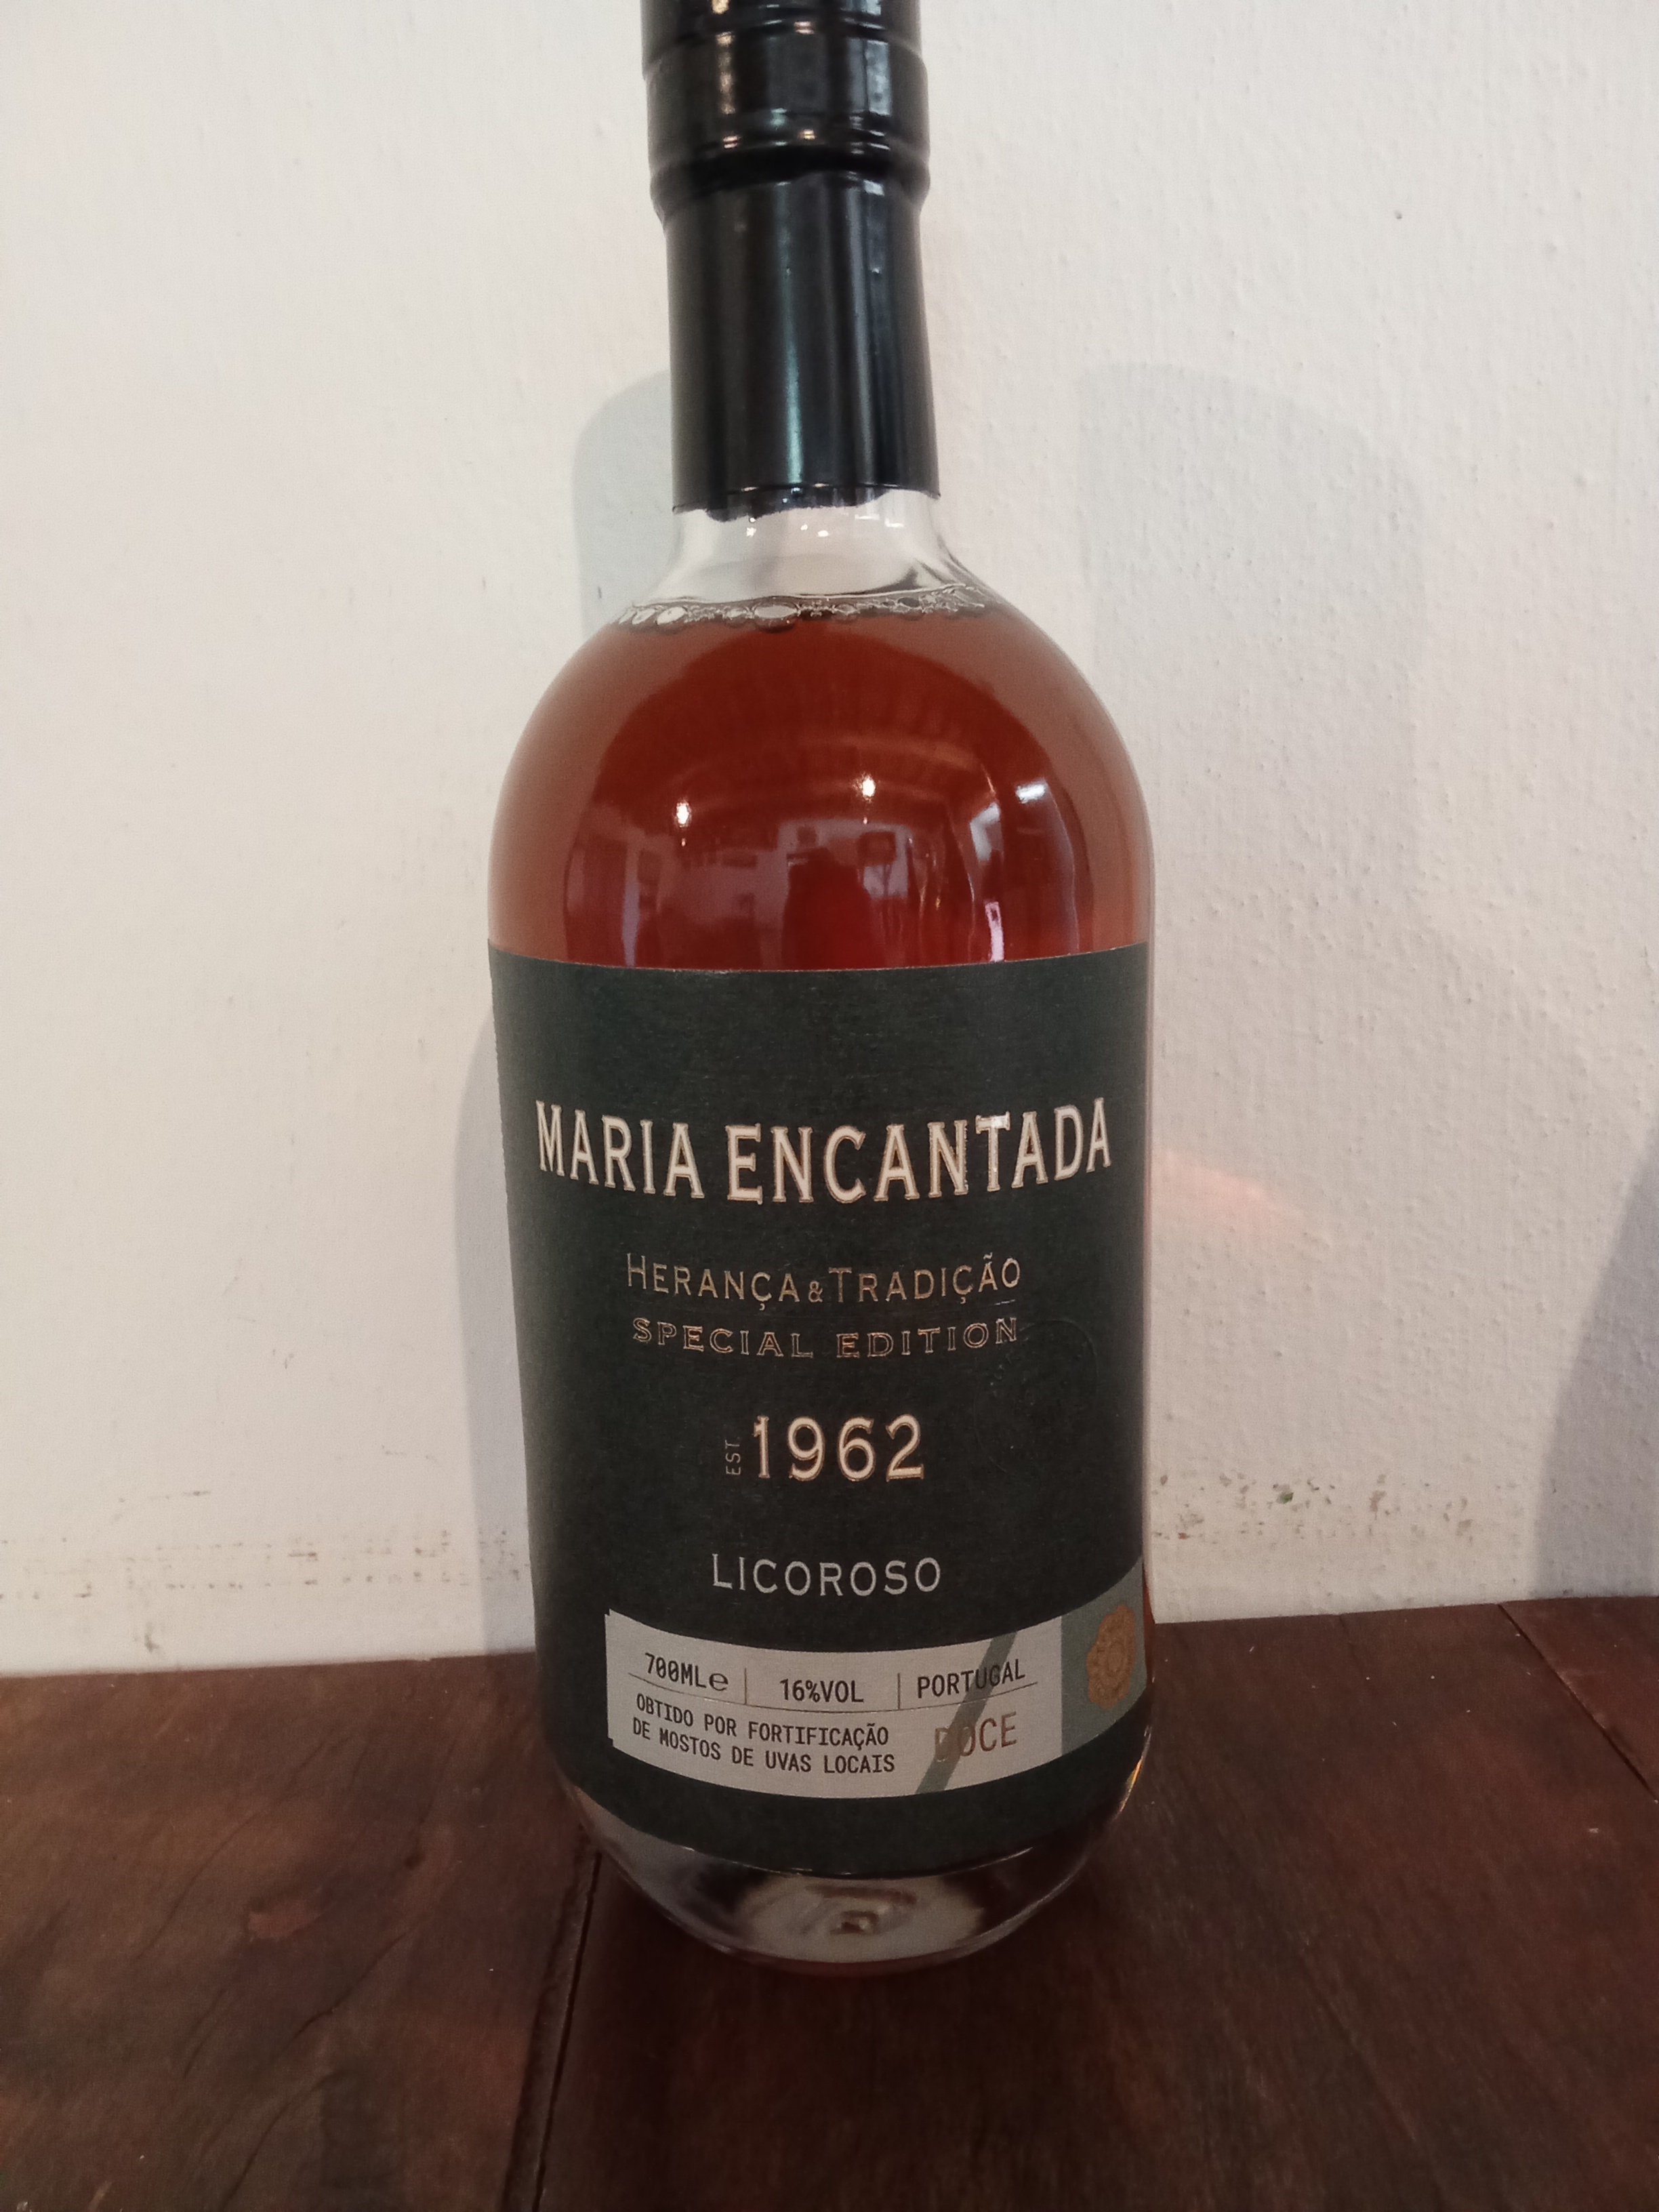 MARIA ENCANTADA
HERANÇA & TRADIÇÃO
SPECIAL EDITION
EST 1962
LICOROSO
700ML℮ | 16%VOL | PORTUGAL
OBTIDO POR FORTIFICAÇÃO
DE MOSTOS DE UVAS LOCAIS
DOCE